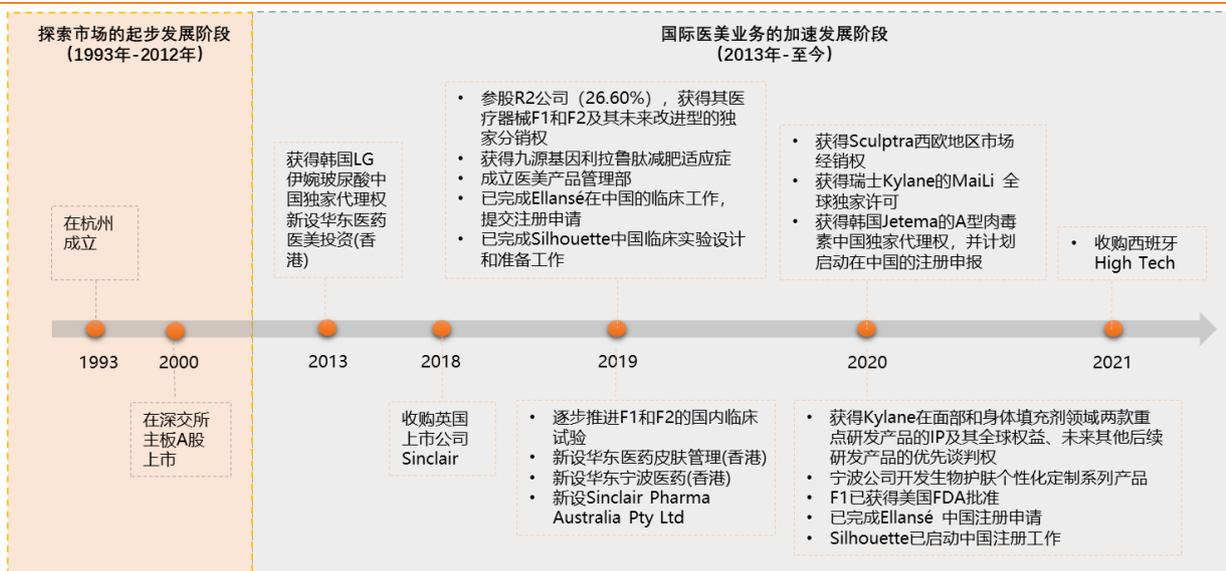 探索市场的起步发展阶段
(1993年-2012年)
国际医美业务的加速发展阶段
(2013年-至今)
在杭州
成立
获得韩国LG
伊婉玻尿酸中
国独家代理权
新设华东医药
医美投资(香
港)
• 参股R2公司（26.60%），获得其医
疗器械F1和F2及其未来改进型的独
家分销权
• 获得九源基因利拉鲁肽减肥适应症
• 成立医美产品管理部
• 已完成Ellansé在中国的临床工作，
提交注册申请
• 已完成Silhouette中国临床实验设计
和准备工作
• 获得Sculptra西欧地区市场
经销权
• 获得瑞士Kylane的MaiLi 全
球独家许可
• 获得韩国Jetema的A型肉毒
素中国独家代理权，并计划
启动在中国的注册申报
• 收购西班牙
High Tech
1993
2000
2013
2018
2019
2020
2021
在深交所
主板A股
上市
收购英国
上市公司
Sinclair
• 逐步推进F1和F2的国内临床
试验
• 新设华东医药皮肤管理(香港)
• 新设华东宁波医药(香港)
• 新设Sinclair Pharma
Australia Pty Ltd
• 获得Kylane在面部和身体填充剂领域两款重
点研发产品的IP及其全球权益、未来其他后续
研发产品的优先谈判权
• 宁波公司开发生物护肤个性化定制系列产品
• F1已获得美国FDA批准
• 已完成Ellansé 中国注册申请
• Silhouette已启动中国注册工作